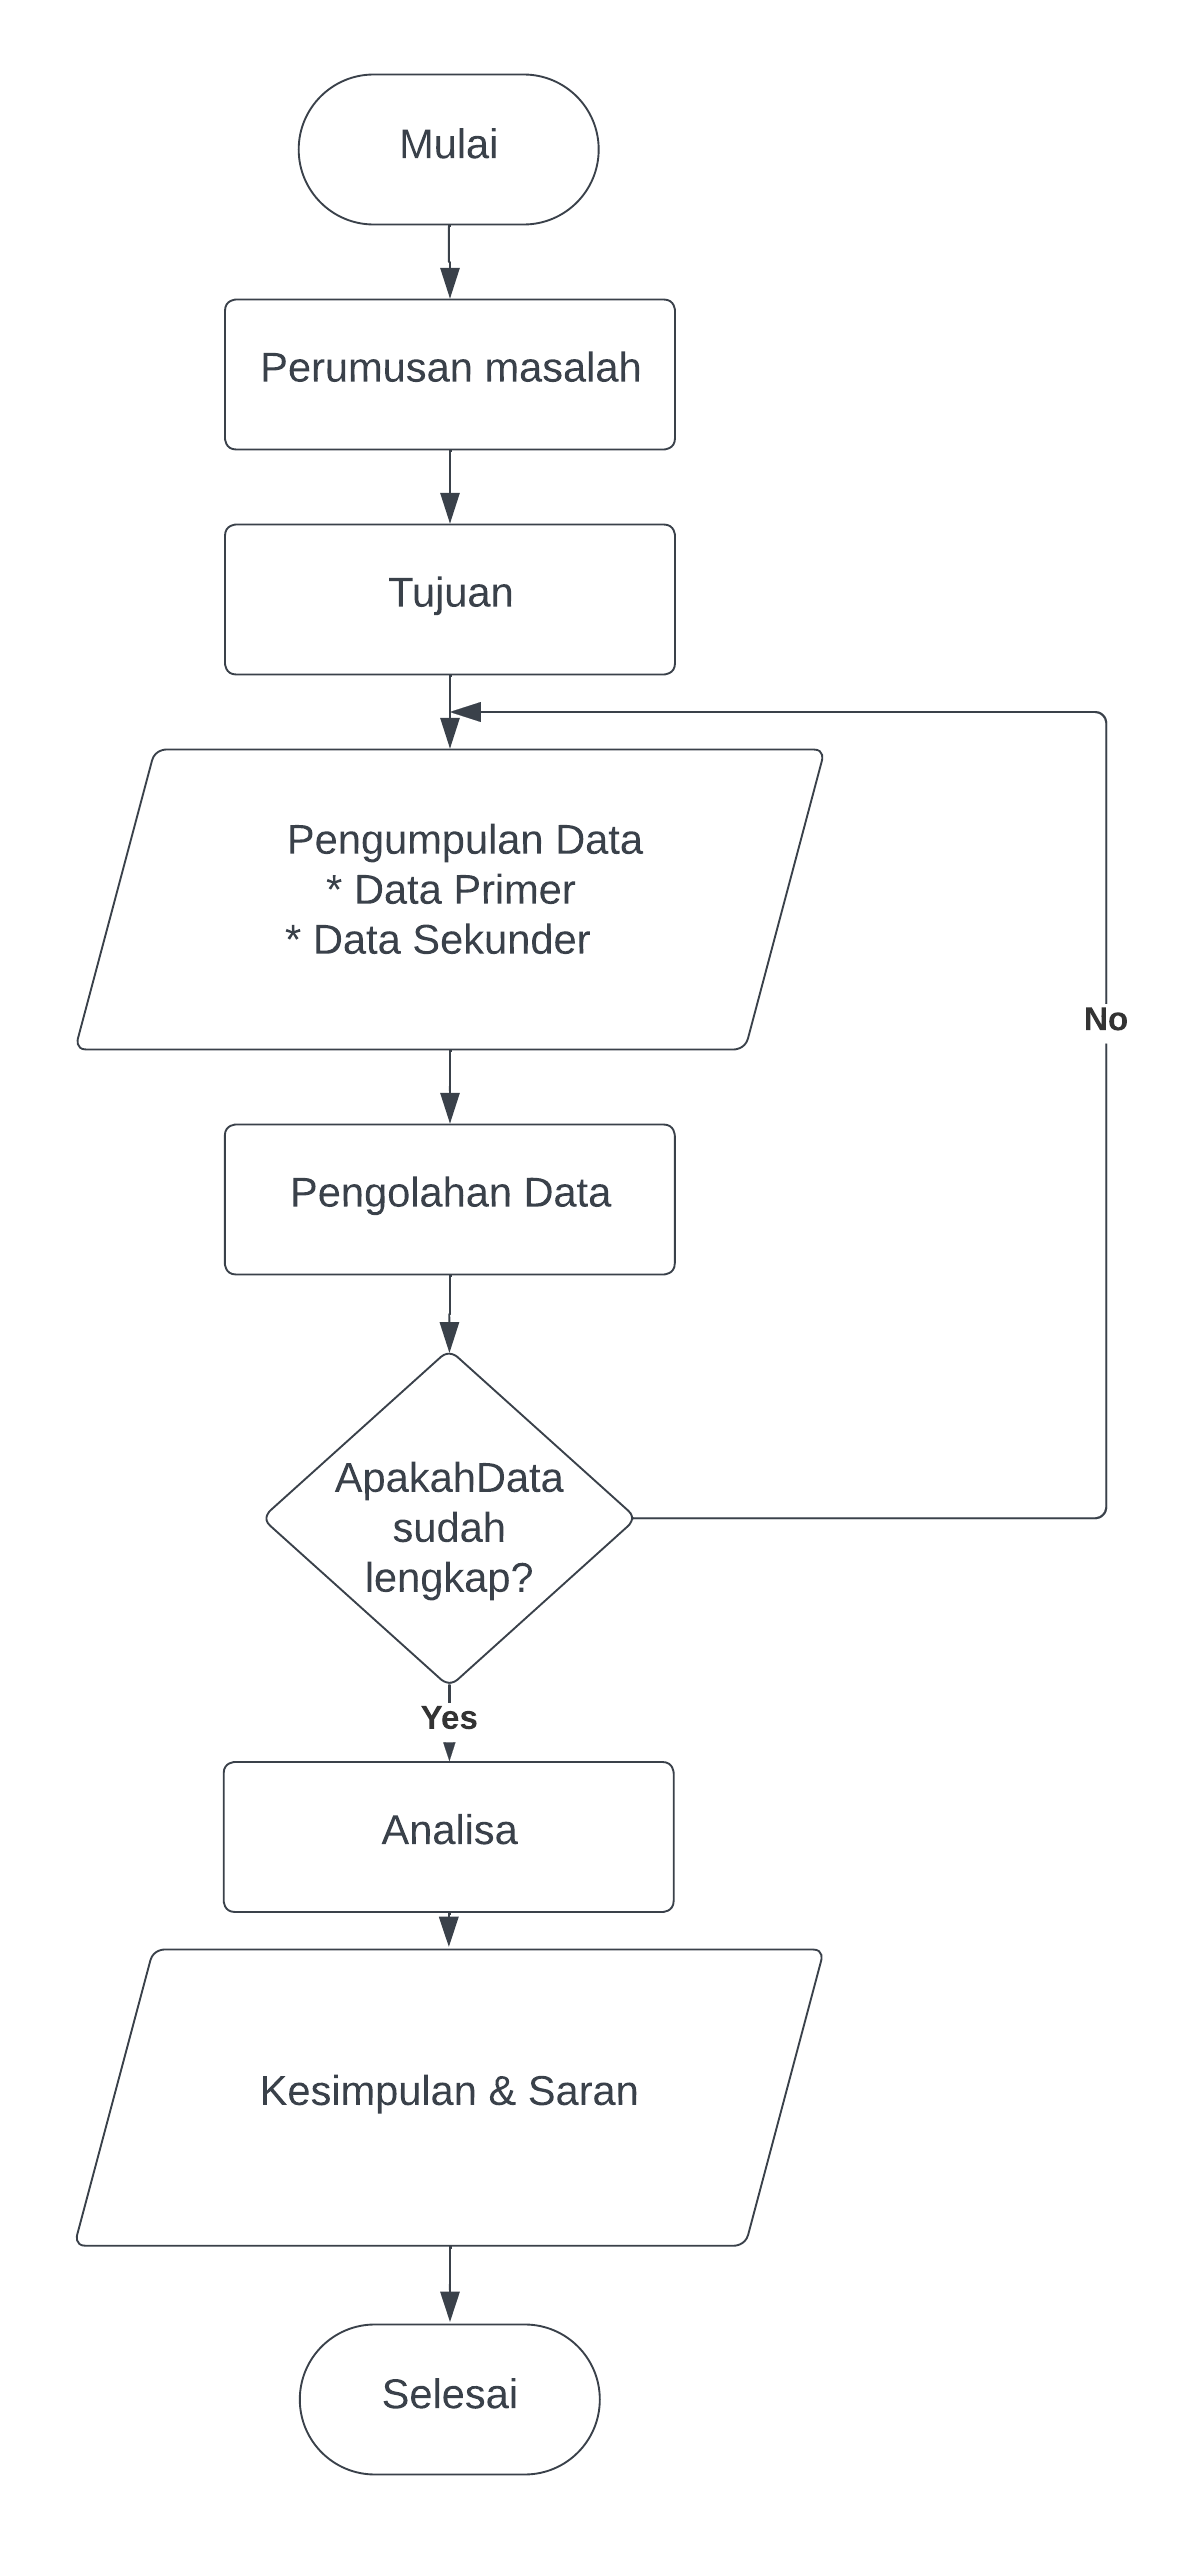 Mulai
Perumusan masalah
Tujuan
Pengumpulan Data
* Data Primer
* Data Sekunder
No
Pengolahan Data
ApakahData
sudah
lengkap?
Yes
Analisa
Kesimpulan & Saran
Selesai